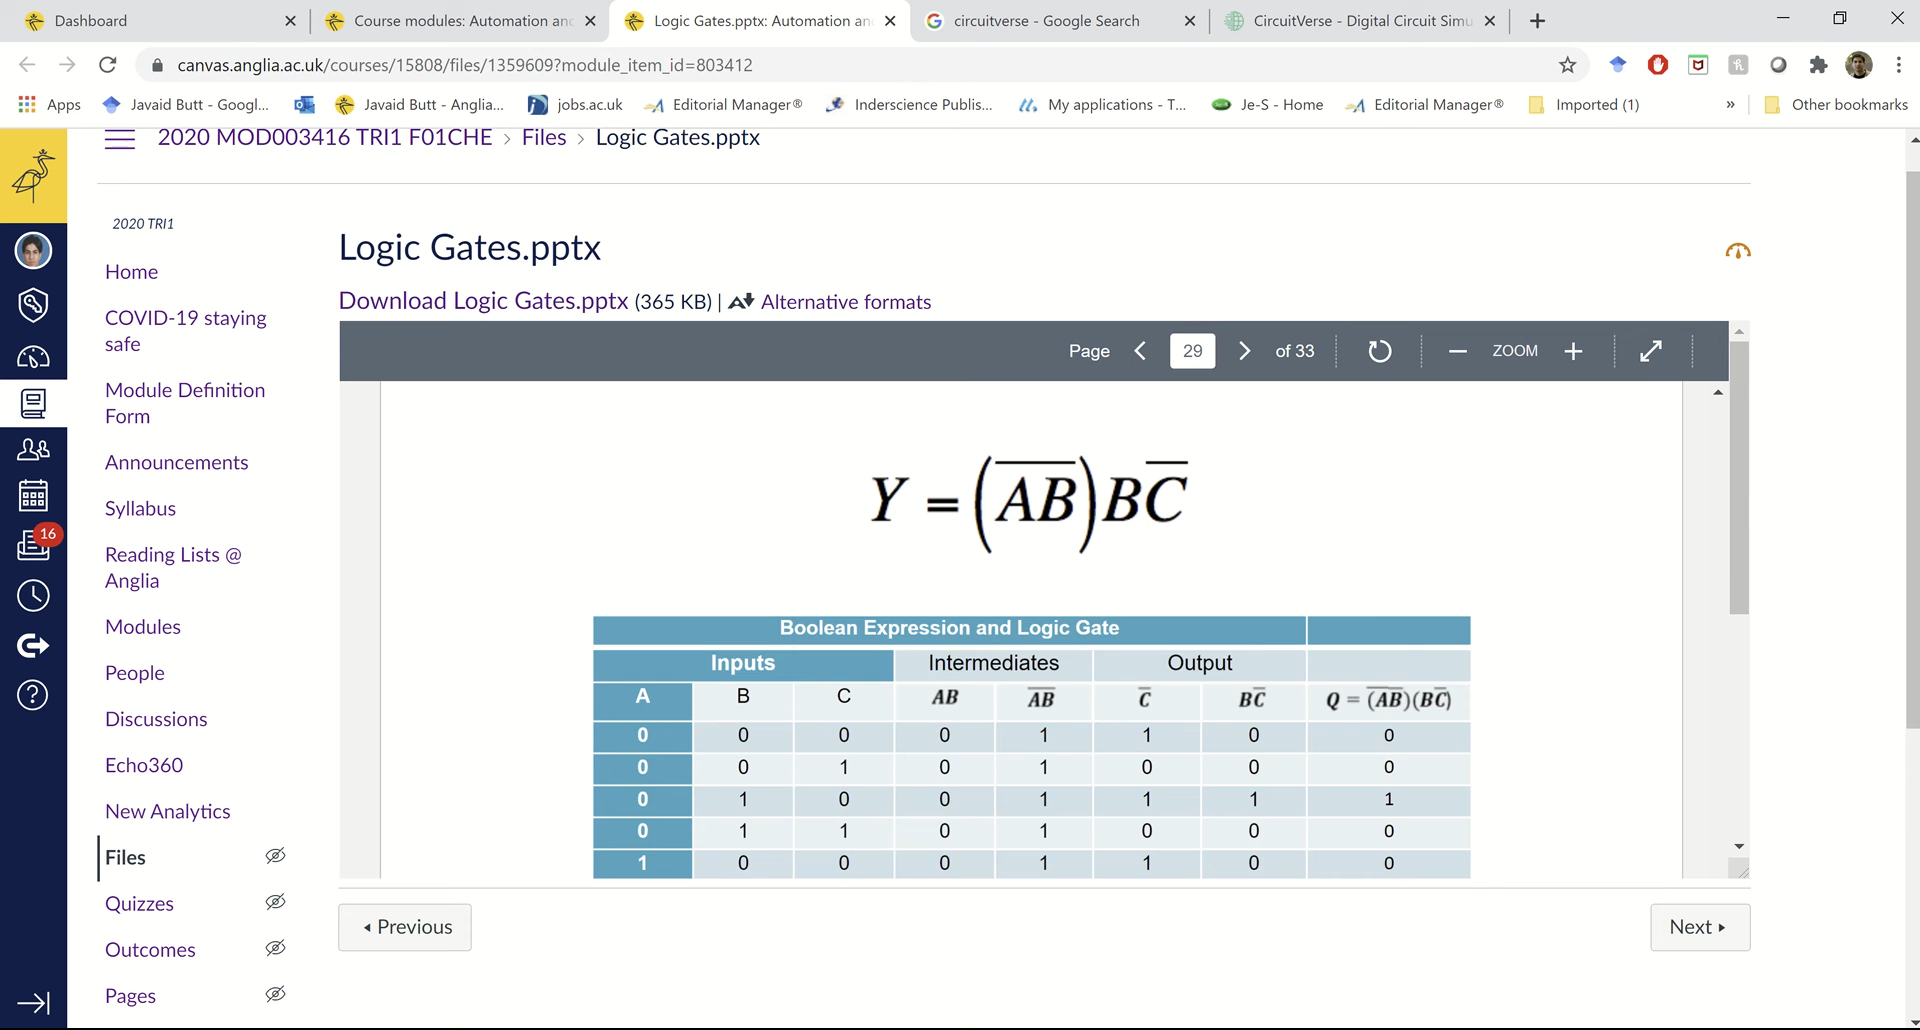 Dashboard
Course modules: Automation an
Logic Gates.pptx: Automation an
circuitverse - Google Search
CircuitVerse - Digital Circuit Simu
canvas.anglia.ac.uk/courses/15808/files/1359609?module_item_id=803412
Apps
Javaid Butt - Googl...
Javaid Butt - Anglia...
jobs.ac.uk
Editorial Manager®
Inderscience Publis...
My applications - T...
Je-S - Home
Editorial Manager®
Imported (1)
»
Other bookmarks
2020 MOD003416 TRI1 F01CHE › Files › Logic Gates.pptx
2020 TRI1
Home
COVID-19 staying
safe
Module Definition
Form
Announcements
Syllabus
16
Reading Lists @
Anglia
Modules
People
Discussions
Echo360
New Analytics
Files
Quizzes
Outcomes
Pages
Logic Gates.pptx
Download Logic Gates.pptx (365 KB) | Alternative formats
Page 29 of 33 ZOOM
Y = (A̅B̅)BC̅
Boolean Expression and Logic Gate
Inputs Intermediates Output
A B C AB A̅B̅ C̅ BC̅ Q = (A̅B̅)(BC̅)
0 0 0 0 1 1 0 0
0 0 1 0 1 0 0 0
0 1 0 0 1 1 1 1
0 1 1 0 1 0 0 0
1 0 0 0 1 1 0 0
Previous
Next